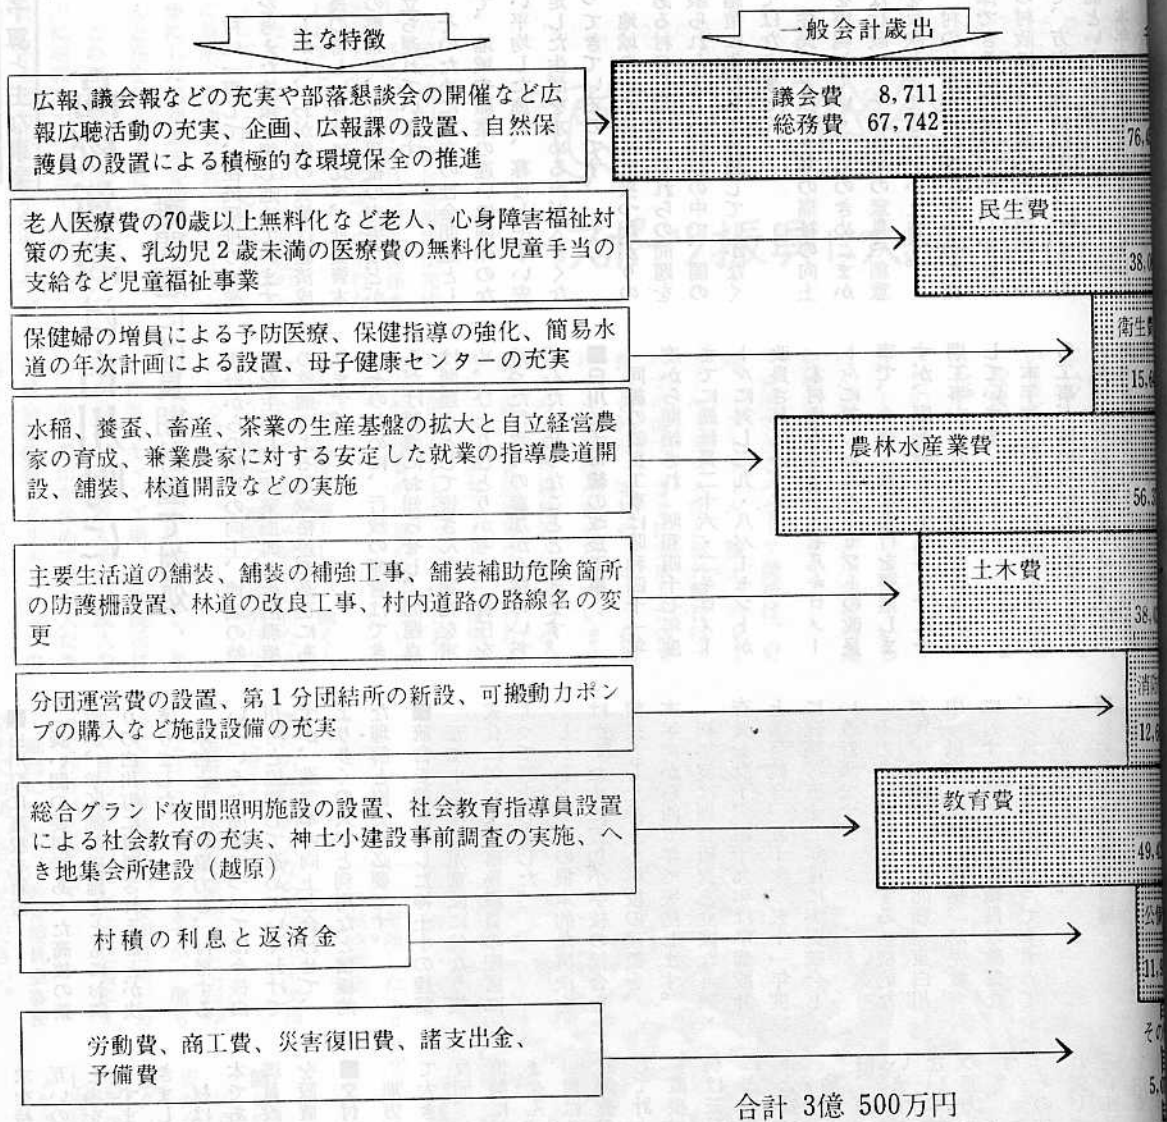 主な特徴
一般会計歳出
広報、議会報などの充実や部落懇談会の開催など広
報広聴活動の充実、企画、広報課の設置、自然保
護員の設置による積極的な環境保全の推進
議会費 8,711
総務費 67,742
老人医療費の70歳以上無料化など老人、心身障害福祉対
策の充実、乳幼児2歳未満の医療費の無料化児童手当の
支給など児童福祉事業
民生費
保健婦の増員による予防医療、保健指導の強化、簡易水
道の年次計画による設置、母子健康センターの充実
衛生費
水稲、養蚕、畜産、茶業の生産基盤の拡大と自立経営農
家の育成、兼業農家に対する安定した就業の指導農道開
設、舗装、林道開設などの実施
農林水産業費
主要生活道の舗装、舗装の補強工事、舗装補助危険箇所
の防護柵設置、林道の改良工事、村内道路の路線名の変
更
土木費
分団運営費の設置、第1分団結所の新設、可搬動力ポン
プの購入など施設設備の充実
消防
総合グランド夜間照明施設の設置、社会教育指導員設置
による社会教育の充実、神土小建設事前調査の実施、へ
き地集会所建設(越原)
教育費
村積の利息と返済金
労働費、商工費、災害復旧費、諸支出金、
予備費
合計 3億 500万円